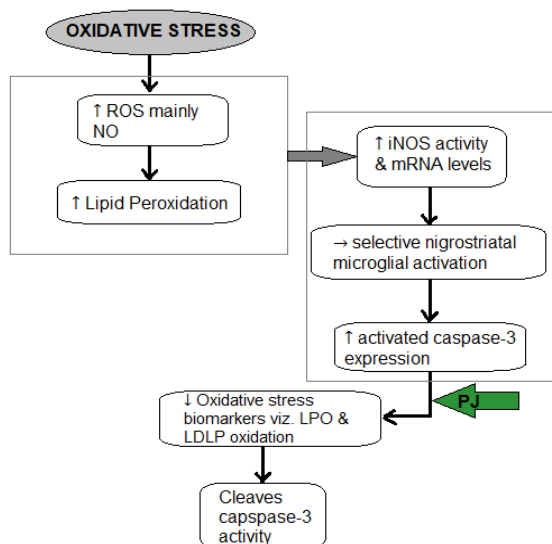 OXIDATIVE STRESS
↑ ROS mainly
NO
↑ Lipid Peroxidation
↑ iNOS activity
& mRNA levels
→ selective nigrostriatal
microglial activation
↑ activated caspase-3
expression
PJ
↓ Oxidative stress
biomarkers viz. LPO &
LDLP oxidation
Cleaves
capspase-3
activity